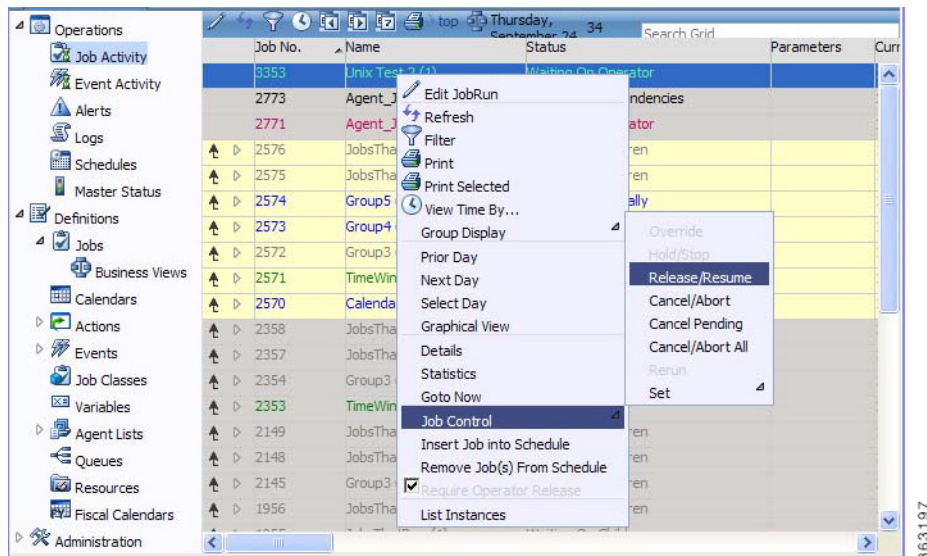 Operations
Job Activity
Event Activity
Alerts
Logs
Schedules
Master Status
Definitions
Jobs
Business Views
Calendars
Actions
Events
Job Classes
Variables
Agent Lists
Queues
Resources
Fiscal Calendars
Administration
top Thursday, September 24, 34 Search Grid
Job No. Name Status Parameters Curr
3353 Unix Test 2 (1) Waiting On Operator
2773 Agent_J ndencies
2771 Agent_J ator
2576 JobsTha ren
2575 JobsTha ren
2574 Group5 ally
2573 Group4
2572 Group3
2571 TimeWin
2570 Calenda
2358 JobsTha
2357 JobsTha
2354 Group3
2353 TimeWin
2149 JobsTha ren
2148 JobsTha ren
2145 Group3 ren
1956 JobsTha ren
Edit JobRun
Refresh
Filter
Print
Print Selected
View Time By...
Group Display
Prior Day
Next Day
Select Day
Graphical View
Details
Statistics
Goto Now
Job Control
Insert Job into Schedule
Remove Job(s) From Schedule
Require Operator Release
List Instances
Override
Hold/Stop
Release/Resume
Cancel/Abort
Cancel Pending
Cancel/Abort All
Rerun
Set
363197